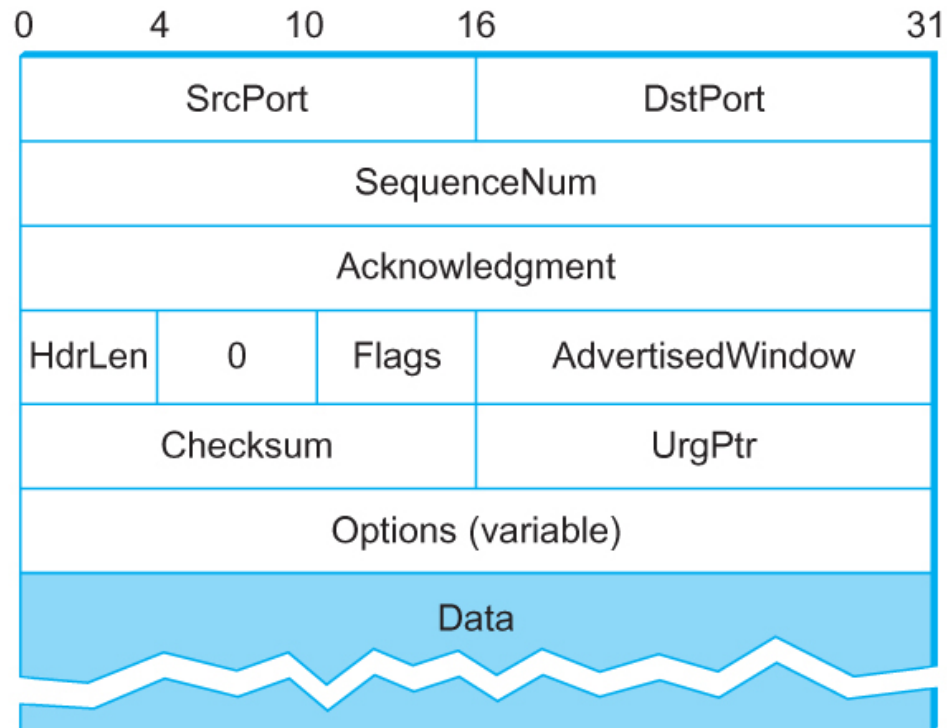 0 4 10 16 31
SrcPort DstPort
SequenceNum
Acknowledgment
HdrLen 0 Flags AdvertisedWindow
Checksum UrgPtr
Options (variable)
Data